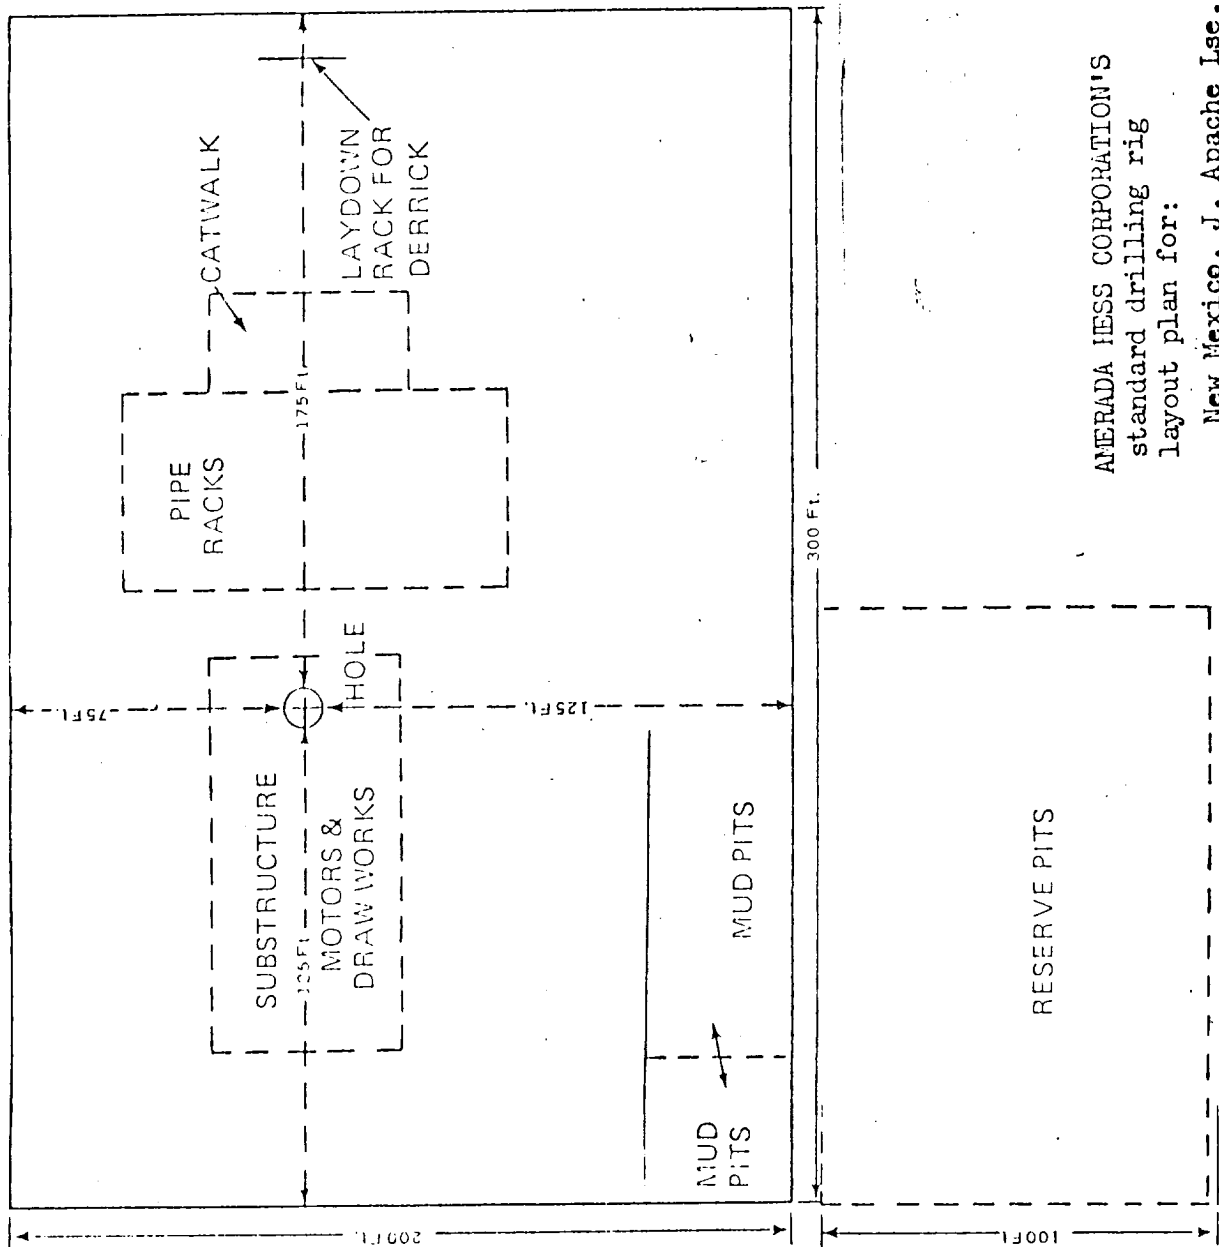 CATWALK
LAYDOWN
RACK FOR
DERRICK
PIPE
RACKS
175 Ft.
HOLE
75 Ft.
125 Ft.
SUBSTRUCTURE
125 Ft
MOTORS &
DRAW WORKS
MUD PITS
MUD
PITS
300 Ft.
200 Ft.
100 Ft
RESERVE PITS
AMERADA HESS CORPORATION'S
standard drilling rig
layout plan for:
New Mexico, J. Apache Lse.